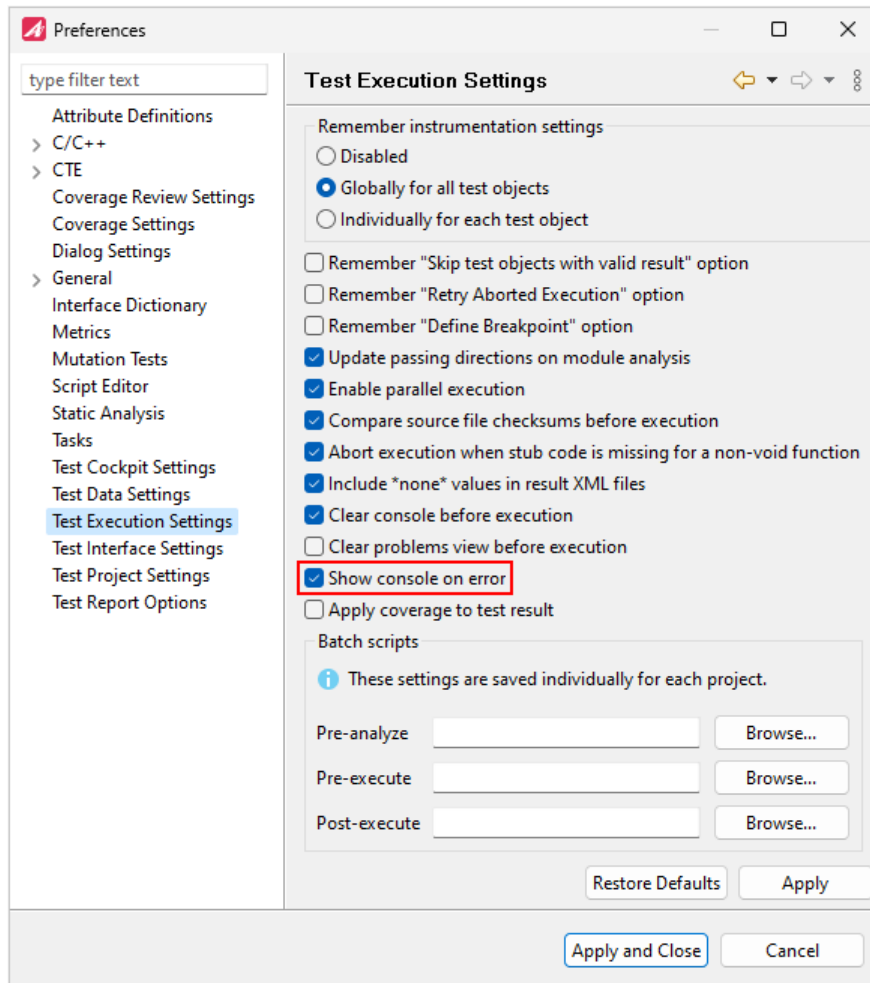 Preferences
type filter text
Attribute Definitions
C/C++
CTE
Coverage Review Settings
Coverage Settings
Dialog Settings
General
Interface Dictionary
Metrics
Mutation Tests
Script Editor
Static Analysis
Tasks
Test Cockpit Settings
Test Data Settings
Test Execution Settings
Test Interface Settings
Test Project Settings
Test Report Options
Test Execution Settings
Remember instrumentation settings
Disabled
Globally for all test objects
Individually for each test object
Remember "Skip test objects with valid result" option
Remember "Retry Aborted Execution" option
Remember "Define Breakpoint" option
Update passing directions on module analysis
Enable parallel execution
Compare source file checksums before execution
Abort execution when stub code is missing for a non-void function
Include *none* values in result XML files
Clear console before execution
Clear problems view before execution
Show console on error
Apply coverage to test result
Batch scripts
These settings are saved individually for each project.
Pre-analyze Browse...
Pre-execute Browse...
Post-execute Browse...
Restore Defaults Apply
Apply and Close Cancel